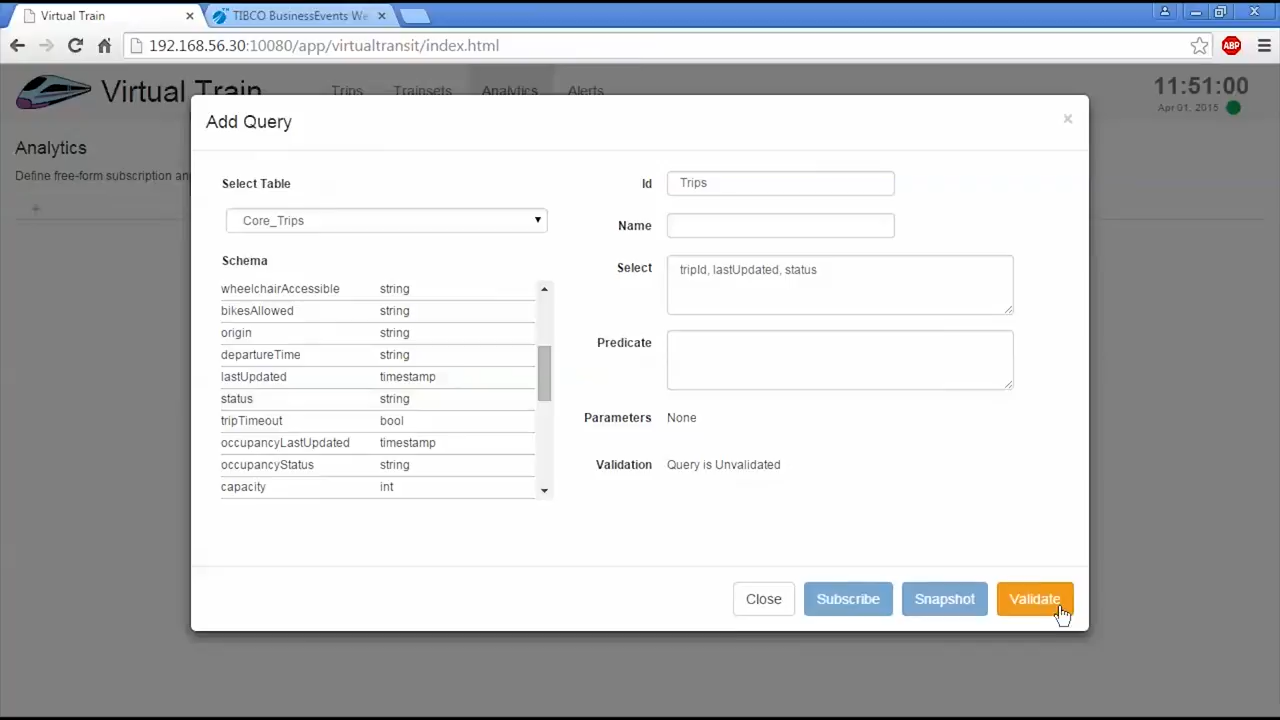 Virtual Train
TIBCO BusinessEvents We
192.168.56.30:10080/app/virtualtransit/index.html
ABP
Virtual Train
Trips
Trainsets
Analytics
Alerts
11:51:00
Apr 01, 2015
Analytics
Define free-form subscription an
+
Add Query
×
Select Table
Core_Trips
Schema
wheelchairAccessible string
bikesAllowed string
origin string
departureTime string
lastUpdated timestamp
status string
tripTimeout bool
occupancyLastUpdated timestamp
occupancyStatus string
capacity int
Id Trips
Name
Select tripId, lastUpdated, status
Predicate
Parameters None
Validation Query is Unvalidated
Close
Subscribe
Snapshot
Validate